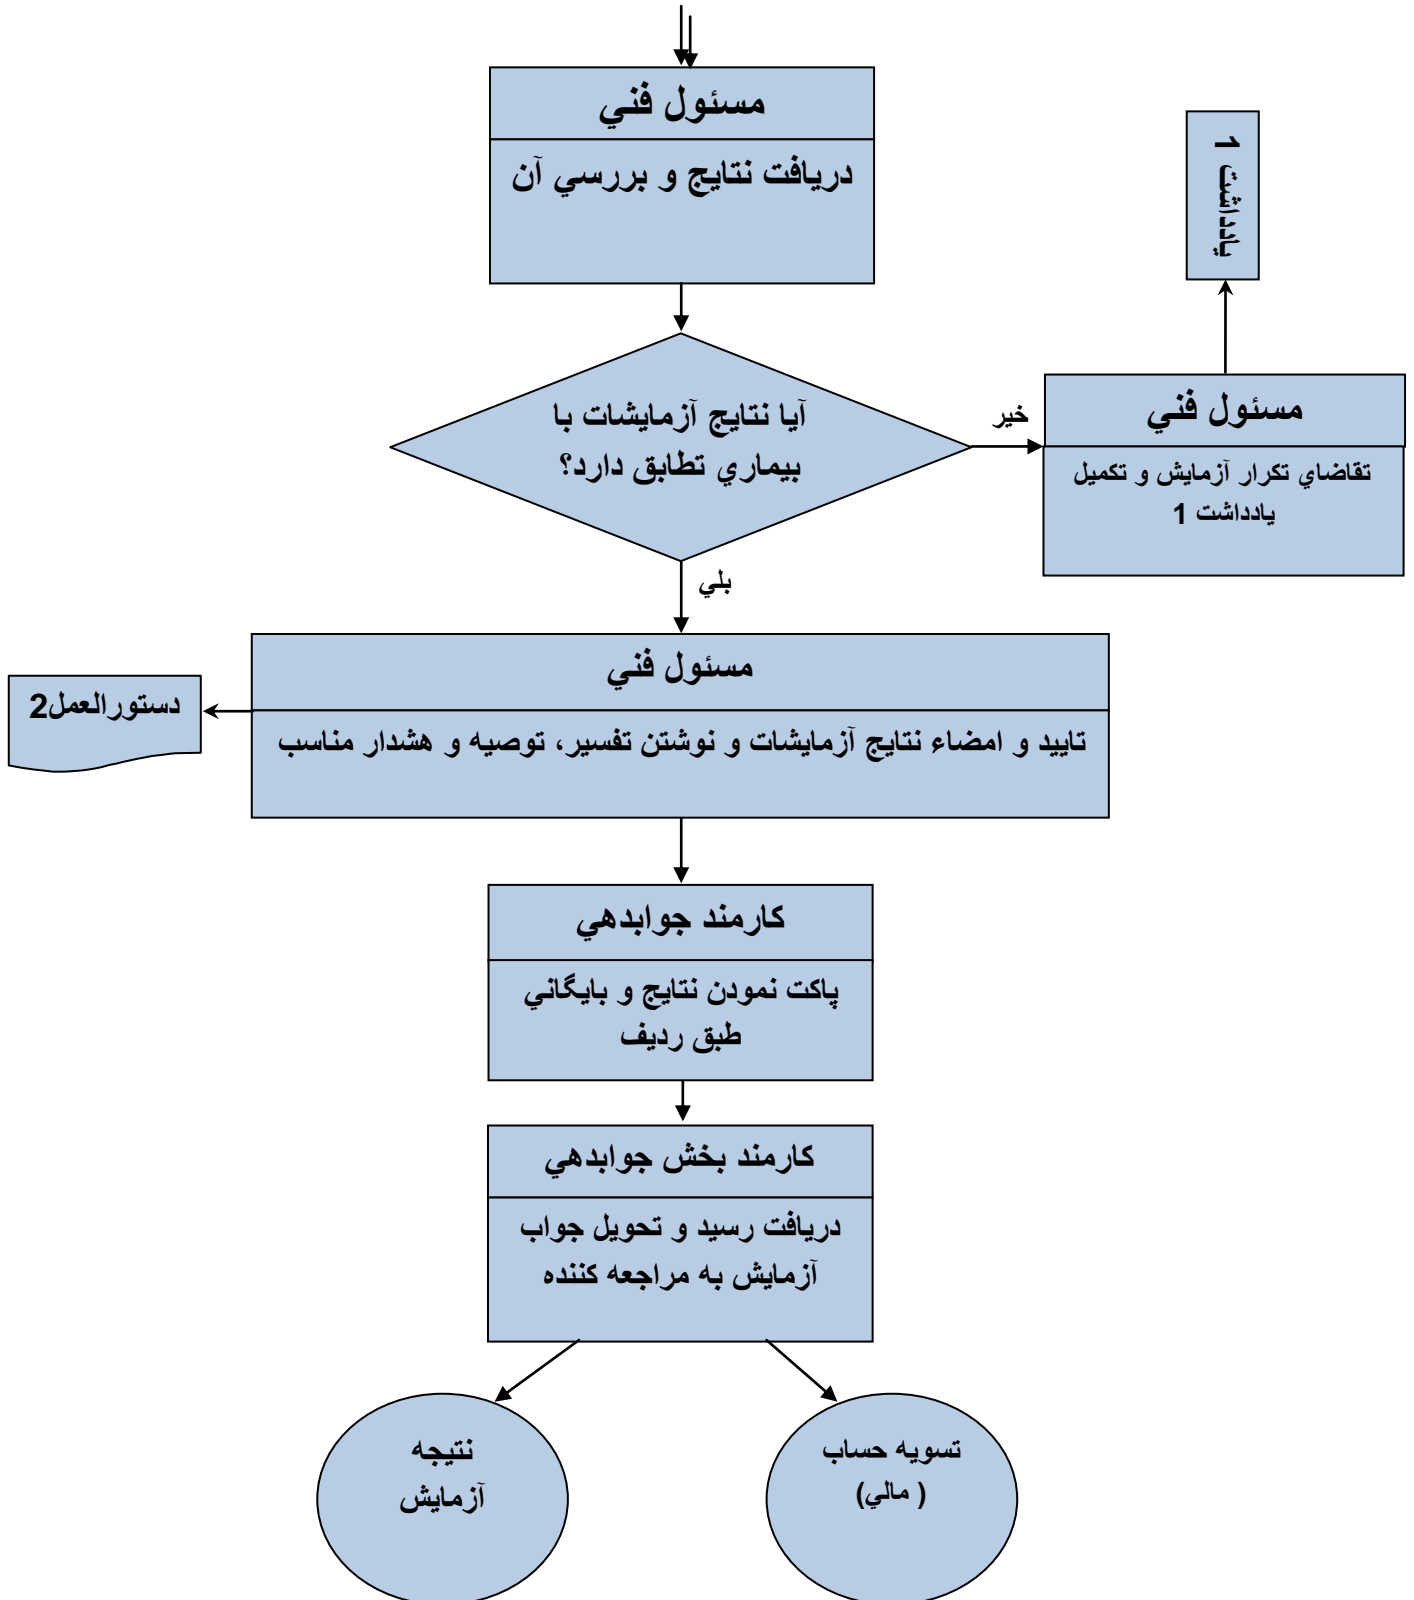 مسئول فني
دريافت نتايج و بررسي آن
يادداشت 1
آيا نتايج آزمايشات با
بيماري تطابق دارد؟
خير
مسئول فني
تقاضاي تكرار آزمايش و تكميل
يادداشت 1
بلي
مسئول فني
تاييد و امضاء نتايج آزمايشات و نوشتن تفسير، توصيه و هشدار مناسب
دستورالعمل2
كارمند جوابدهي
پاكت نمودن نتايج و بايگاني
طبق رديف
كارمند بخش جوابدهي
دريافت رسيد و تحويل جواب
آزمايش به مراجعه كننده
تسويه حساب
( مالي)
نتيجه
آزمايش